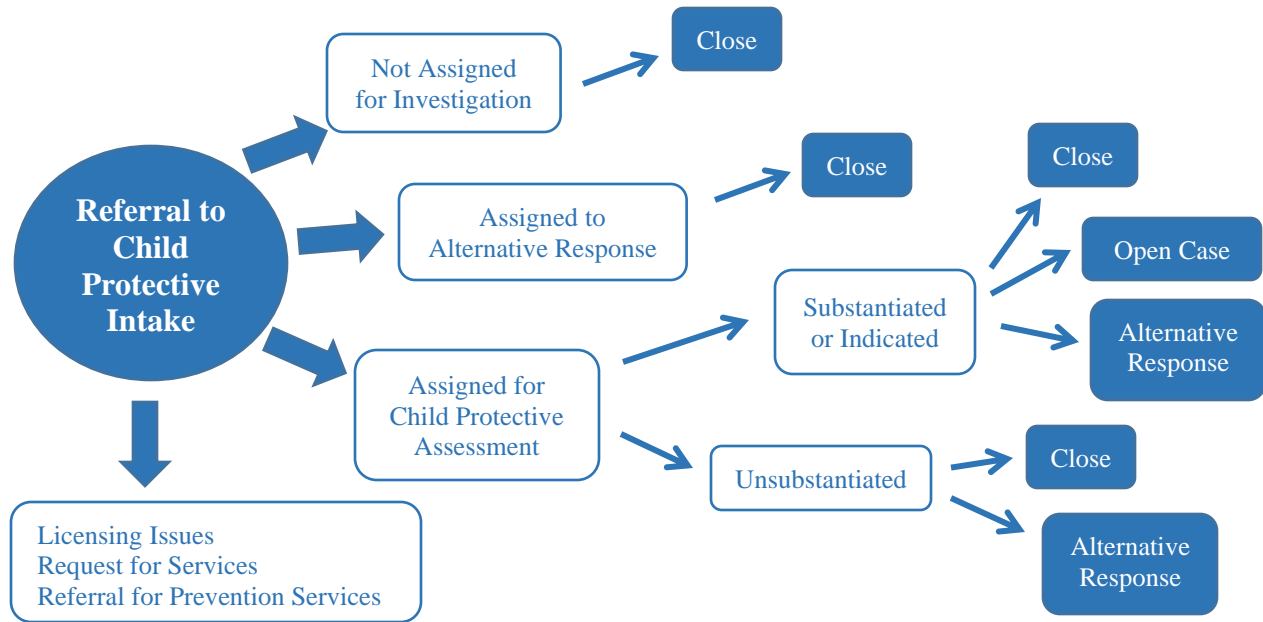 Referral to
Child
Protective
Intake
Not Assigned
for Investigation
Close
Assigned to
Alternative Response
Close
Assigned for
Child Protective
Assessment
Substantiated
or Indicated
Close
Open Case
Alternative
Response
Unsubstantiated
Close
Alternative
Response
Licensing Issues
Request for Services
Referral for Prevention Services